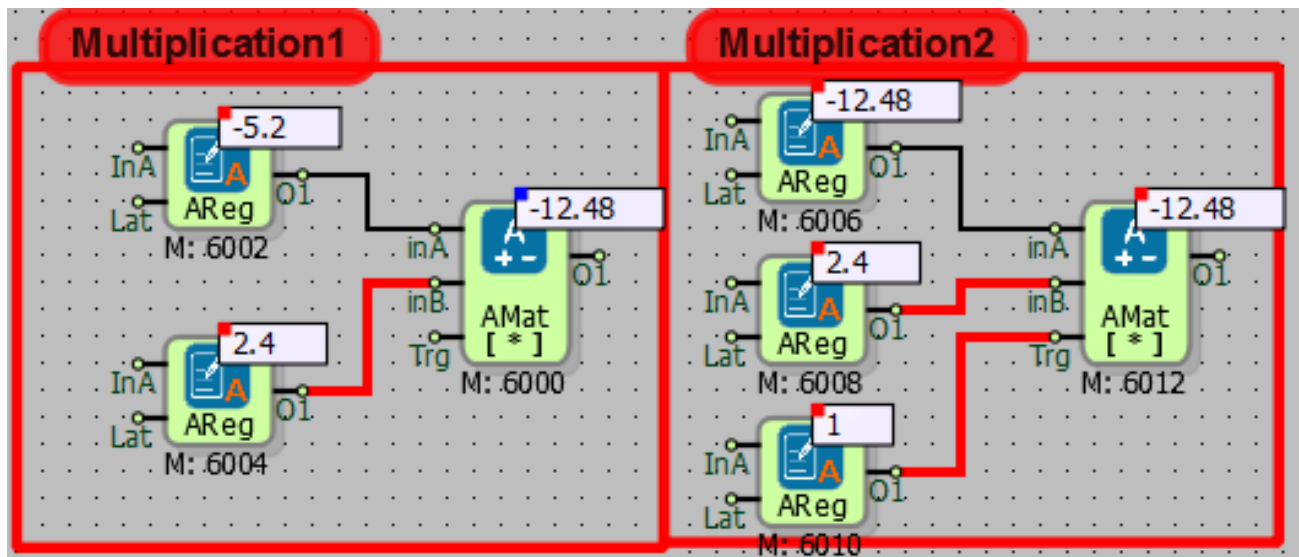 Multiplication1
-5.2
InA
Lat
O1
A
AReg
M: 6002
2.4
InA
Lat
O1
A
AReg
M: 6004
-12.48
inA
inB
Trg
O1
A
+ -
AMat
[ * ]
M: 6000
Multiplication2
-12.48
InA
Lat
O1
A
AReg
M: 6006
2.4
InA
Lat
O1
A
AReg
M: 6008
1
InA
Lat
O1
A
AReg
M: 6010
-12.48
inA
inB
Trg
O1
A
+ -
AMat
[ * ]
M: 6012